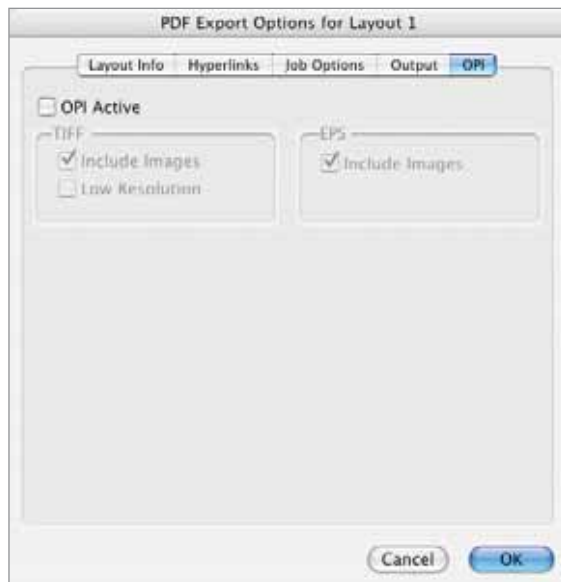 PDF Export Options for Layout 1
Layout Info Hyperlinks Job Options Output OPI
OPI Active
TIFF EPS
Include Images Include Images
Low Resolution
Cancel OK